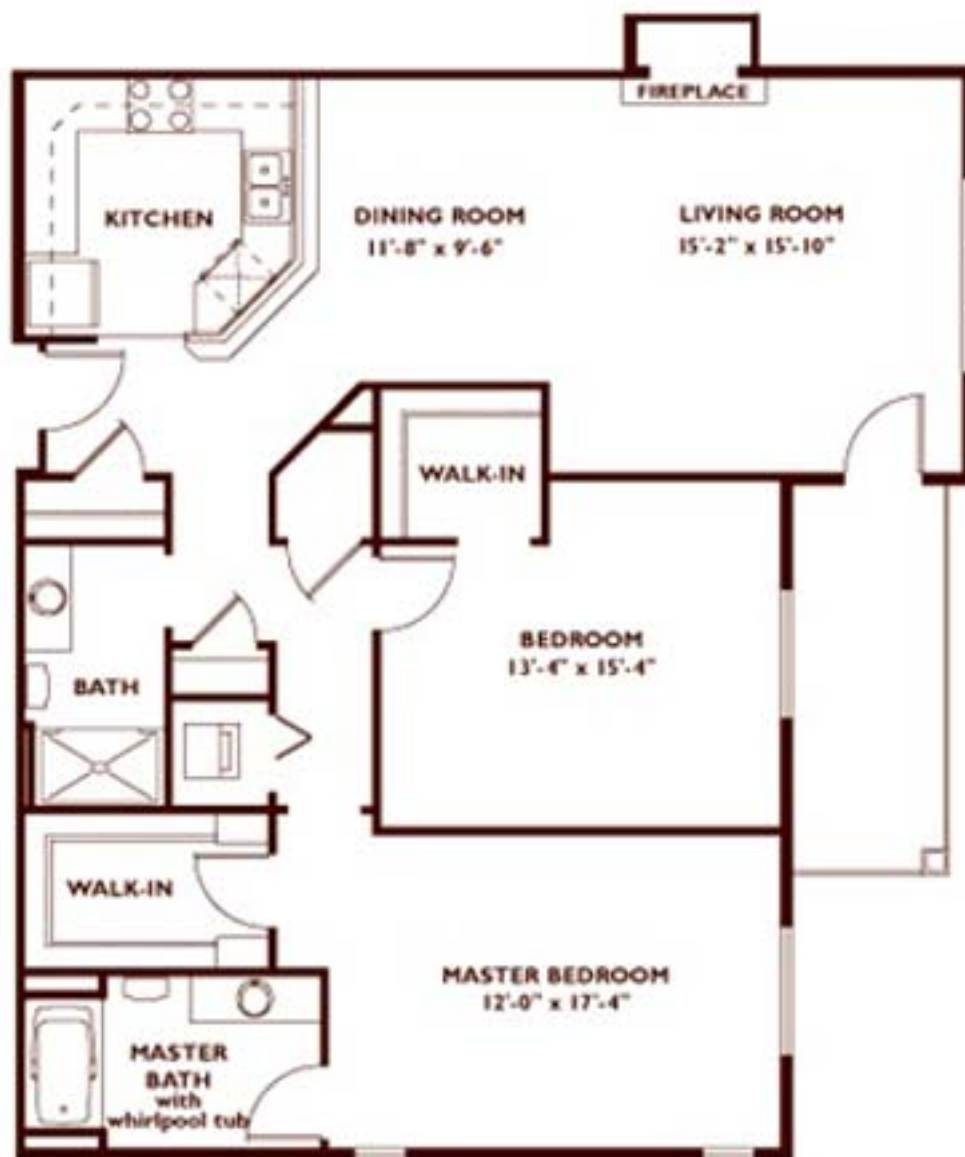 FIREPLACE
KITCHEN
DINING ROOM
11'-8" x 9'-6"
LIVING ROOM
15'-2" x 15'-10"
WALK-IN
BEDROOM
13'-4" x 15'-4"
BATH
WALK-IN
MASTER BEDROOM
12'-0" x 17'-4"
MASTER
BATH
with
whirlpool tub